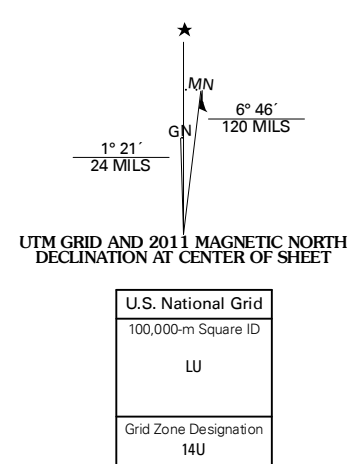 MN
GN
6° 46´
120 MILS
1° 21´
24 MILS
UTM GRID AND 2011 MAGNETIC NORTH
DECLINATION AT CENTER OF SHEET
U.S. National Grid
100,000-m Square ID
LU
Grid Zone Designation
14U